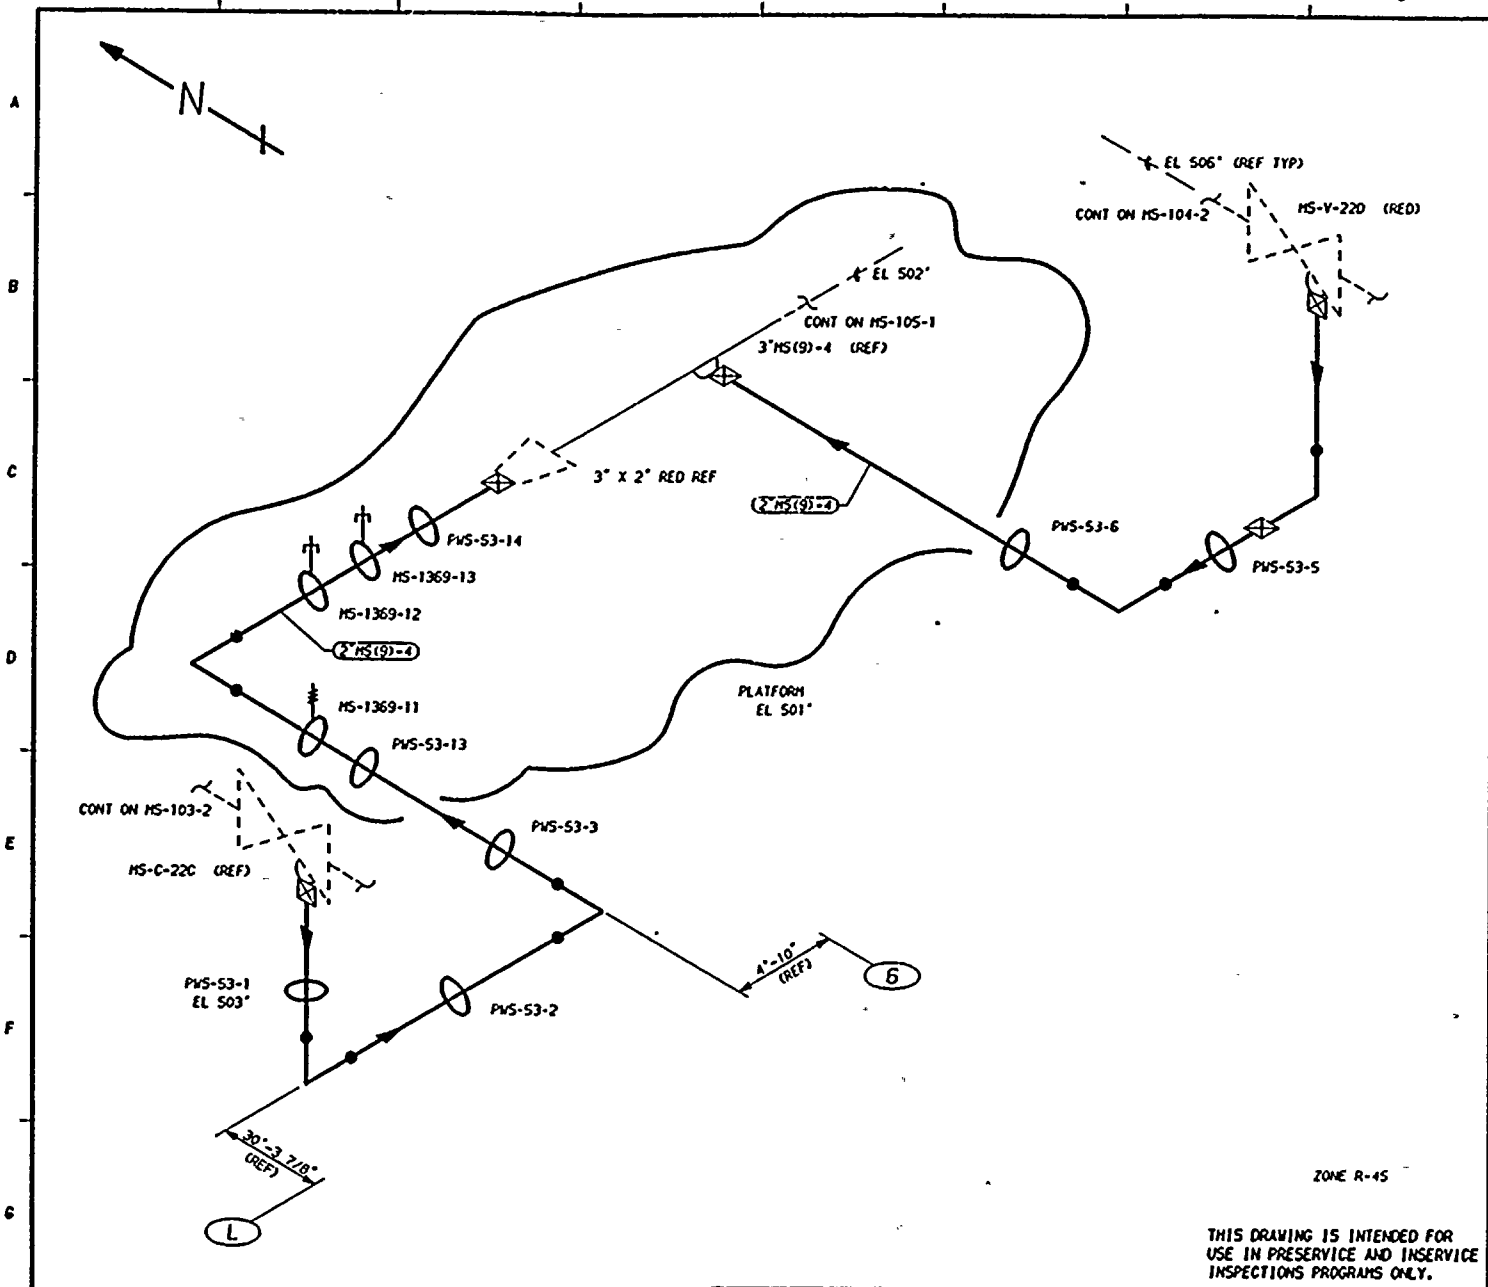 A
N
EL 506' (REF TYP)
CONT ON MS-104-2
MS-V-22D (RED)
B
EL 502'
CONT ON MS-105-1
3"MS(9)-4 (REF)
C
3" X 2" RED REF
2"MS(9)-4
PWS-53-6
PWS-53-14
PWS-53-5
MS-1369-13
MS-1369-12
D
2"MS(9)-4
PLATFORM
EL 501'
MS-1369-11
PWS-53-13
CONT ON MS-103-2
PWS-53-3
E
MS-C-22C (REF)
4'-10"
(REF)
6
PWS-53-1
EL 503'
PWS-53-2
F
30'-3 7/8"
(REF)
ZONE R-45
G
L
THIS DRAWING IS INTENDED FOR
USE IN PRESERVICE AND INSERVICE
INSPECTIONS PROGRAMS ONLY.